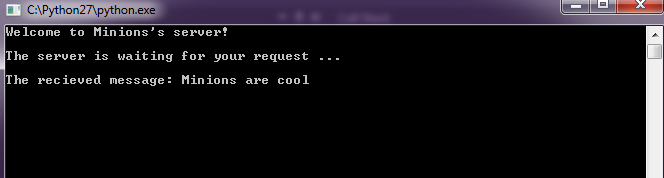 C:\Python27\python.exe
Welcome to Minions's server!
The server is waiting for your request ...
The recieved message: Minions are cool